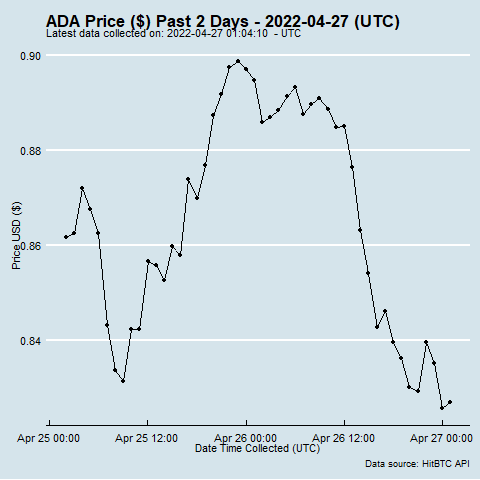 ADA Price ($) Past 2 Days - 2022-04-27 (UTC)
Latest data collected on: 2022-04-27 01:04:10 - UTC
0.90
0.88
0.86
0.84
Price USD ($)
Apr 25 00:00
Apr 25 12:00
Apr 26 00:00
Apr 26 12:00
Apr 27 00:00
Date Time Collected (UTC)
Data source: HitBTC API